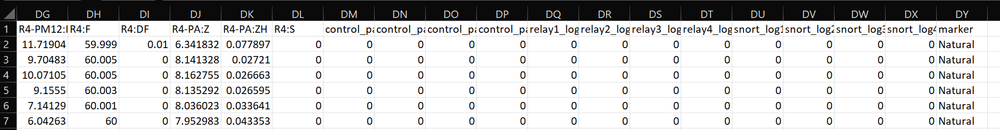 DG DH DI DJ DK DL DM DN DO DP DQ DR DS DT DU DV DW DX DY
1 R4-PM12:I R4:F R4:DF R4-PA:Z R4-PA:ZH R4:S control_pa control_pa control_pa control_pa relay1_log relay2_log relay3_log relay4_log snort_log1 snort_log2 snort_log3 snort_log4 marker
2 11.71904 59.999 0.01 6.341832 0.077897 0 0 0 0 0 0 0 0 0 0 0 0 0 Natural
3 9.70483 60.005 0 8.141328 0.02721 0 0 0 0 0 0 0 0 0 0 0 0 0 Natural
4 10.07105 60.005 0 8.162755 0.026663 0 0 0 0 0 0 0 0 0 0 0 0 0 Natural
5 9.1555 60.003 0 8.135292 0.026595 0 0 0 0 0 0 0 0 0 0 0 0 0 Natural
6 7.14129 60.001 0 8.036023 0.033641 0 0 0 0 0 0 0 0 0 0 0 0 0 Natural
7 6.04263 60 0 7.952983 0.043353 0 0 0 0 0 0 0 0 0 0 0 0 0 Natural